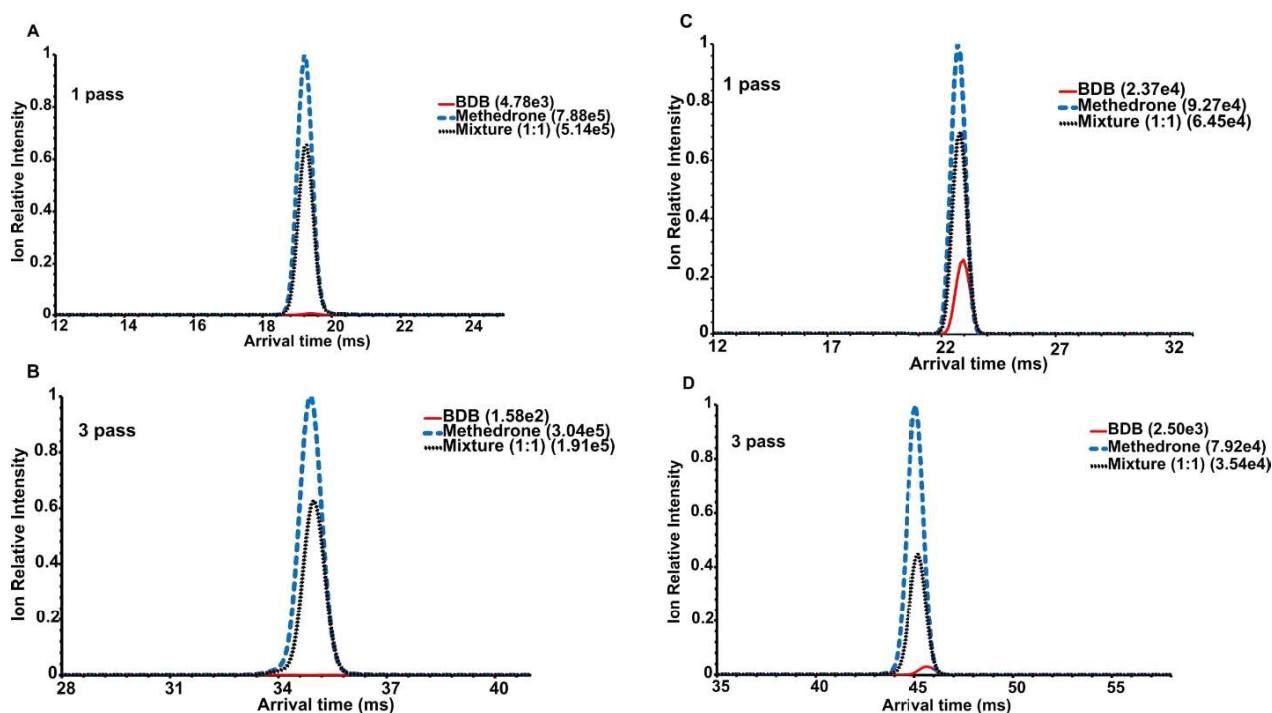 A
1 pass
Ion Relative Intensity
1
0.8
0.6
0.4
0.2
0
12 14 16 18 20 22 24
Arrival time (ms)
BDB (4.78e3)
Methedrone (7.88e5)
Mixture (1:1) (5.14e5)
C
1 pass
Ion Relative Intensity
1
0.8
0.6
0.4
0.2
0
12 17 22 27 32
Arrival time (ms)
BDB (2.37e4)
Methedrone (9.27e4)
Mixture (1:1) (6.45e4)
B
3 pass
Ion Relative Intensity
1
0.8
0.6
0.4
0.2
0
28 31 34 37 40
Arrival time (ms)
BDB (1.58e2)
Methedrone (3.04e5)
Mixture (1:1) (1.91e5)
D
3 pass
Ion Relative Intensity
1
0.8
0.6
0.4
0.2
0
35 40 45 50 55
Arrival time (ms)
BDB (2.50e3)
Methedrone (7.92e4)
Mixture (1:1) (3.54e4)